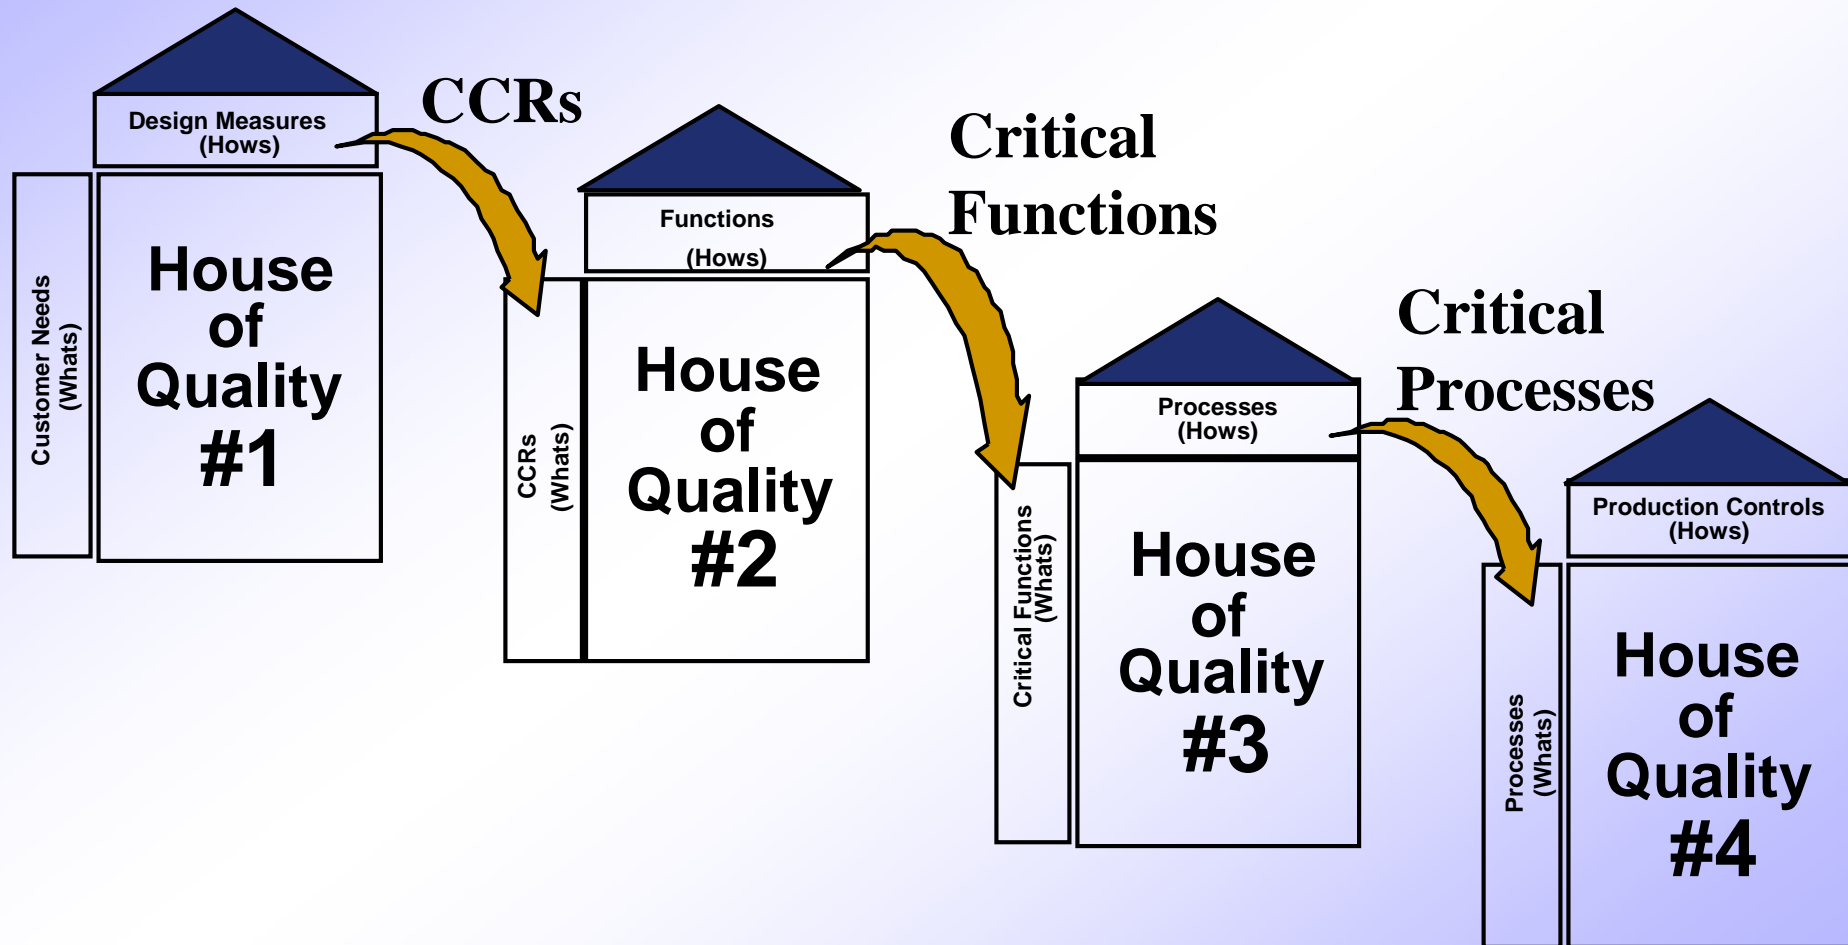 CCRs
Design Measures
(Hows)
Customer Needs
(Whats)
House
of
Quality
#1
Critical
Functions
Functions
(Hows)
CCRs
(Whats)
House
of
Quality
#2
Critical
Processes
Processes
(Hows)
Critical Functions
(Whats)
House
of
Quality
#3
Production Controls
(Hows)
Processes
(Whats)
House
of
Quality
#4